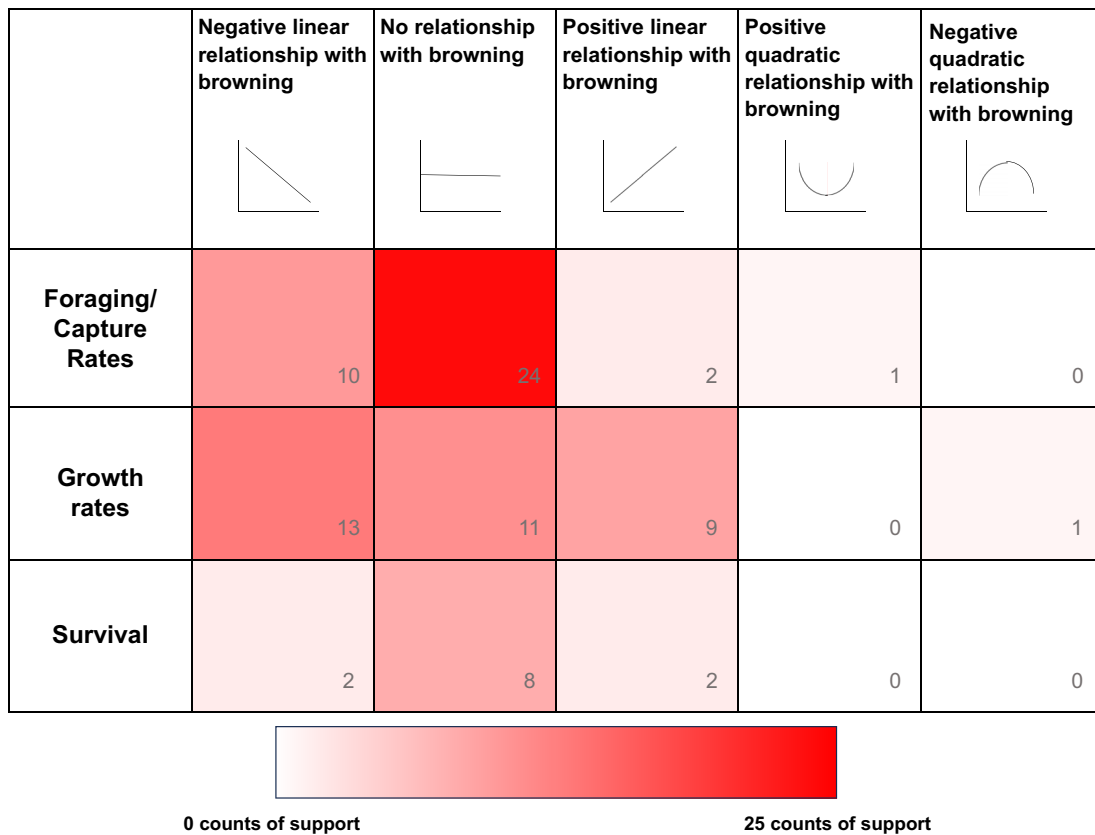 Negative linear
relationship with
browning
No relationship
with browning
Positive linear
relationship with
browning
Positive
quadratic
relationship with
browning
Negative
quadratic
relationship
with browning
Foraging/
Capture
Rates
10
24
2
1
0
Growth
rates
13
11
9
0
1
Survival
2
8
2
0
0
0 counts of support
25 counts of support